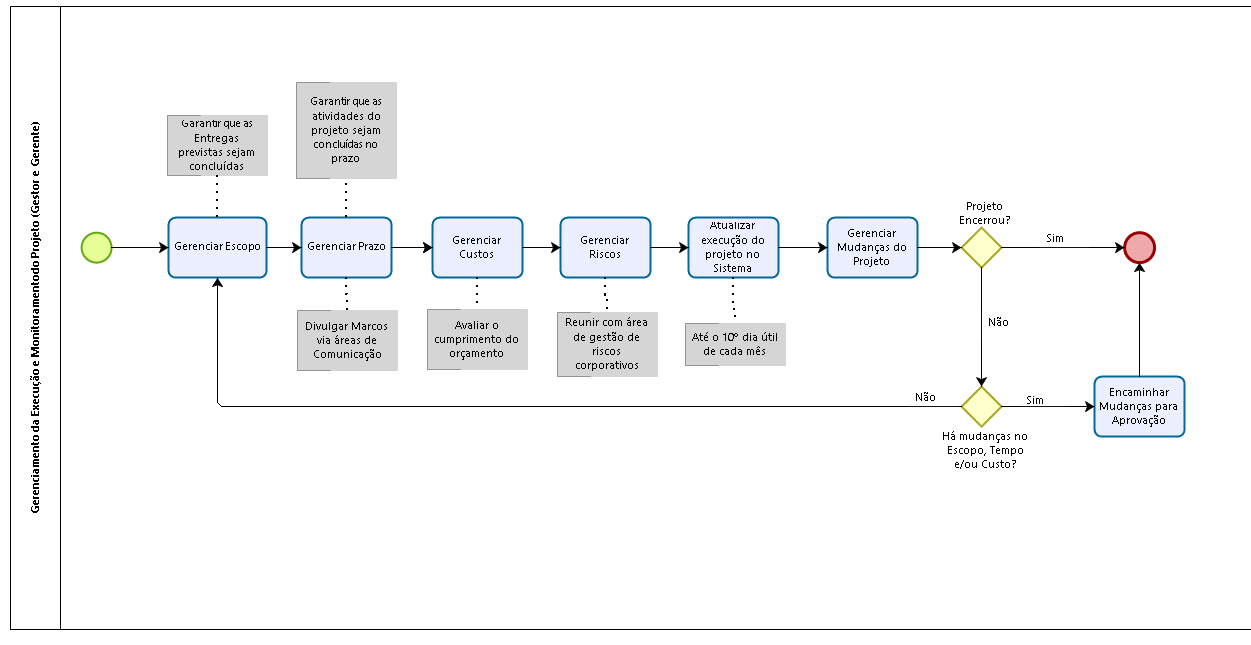 Gerenciamento da Execução e Monitoramento do Projeto (Gestor e Gerente)
Garantir que as
Entregas
previstas sejam
concluídas
Garantir que as
atividades do
projeto sejam
concluídas no
prazo
Gerenciar Escopo
Gerenciar Prazo
Gerenciar
Custos
Gerenciar
Riscos
Atualizar
execução do
projeto no
Sistema
Gerenciar
Mudanças do
Projeto
Projeto
Encerrou?
Sim
Não
Divulgar Marcos
via áreas de
Comunicação
Avaliar o
cumprimento do
orçamento
Reunir com área
de gestão de
riscos
corporativos
Até o 10º dia útil
de cada mês
Não
Sim
Há mudanças no
Escopo, Tempo
e/ou Custo?
Encaminhar
Mudanças para
Aprovação